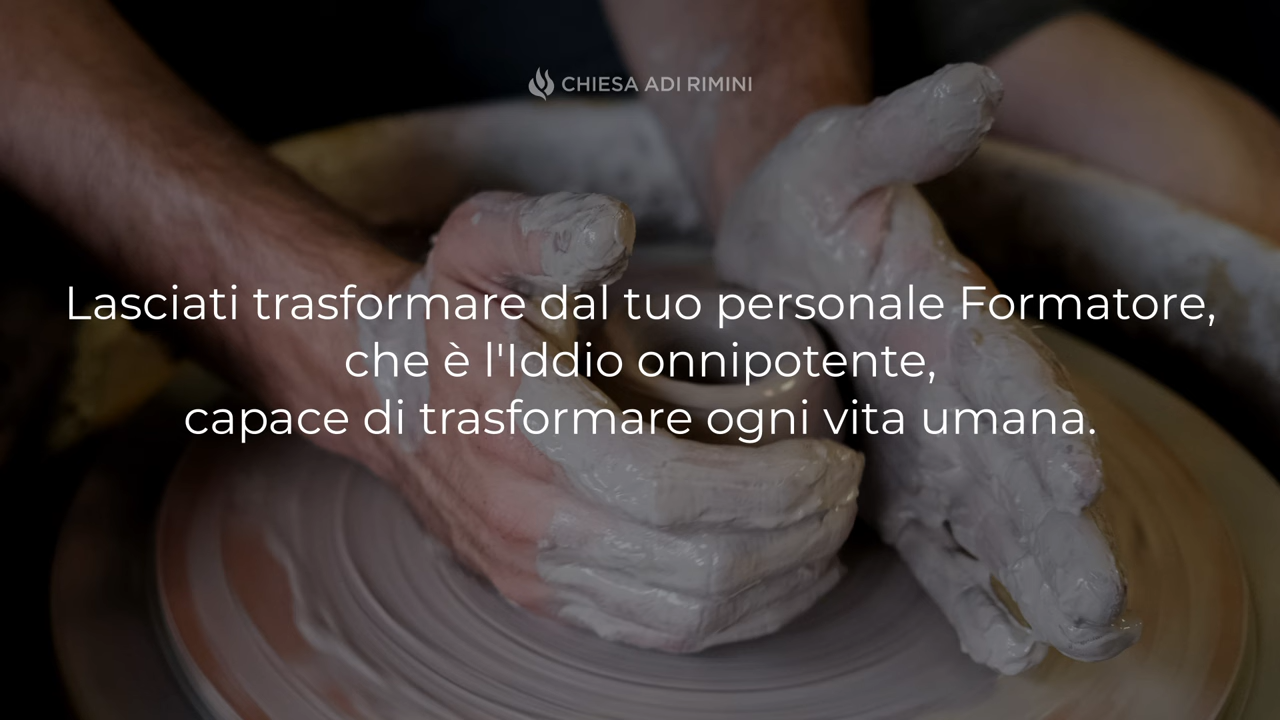 CHIESA ADI RIMINI
Lasciati trasformare dal tuo personale Formatore,
che è l'Iddio onnipotente,
capace di trasformare ogni vita umana.